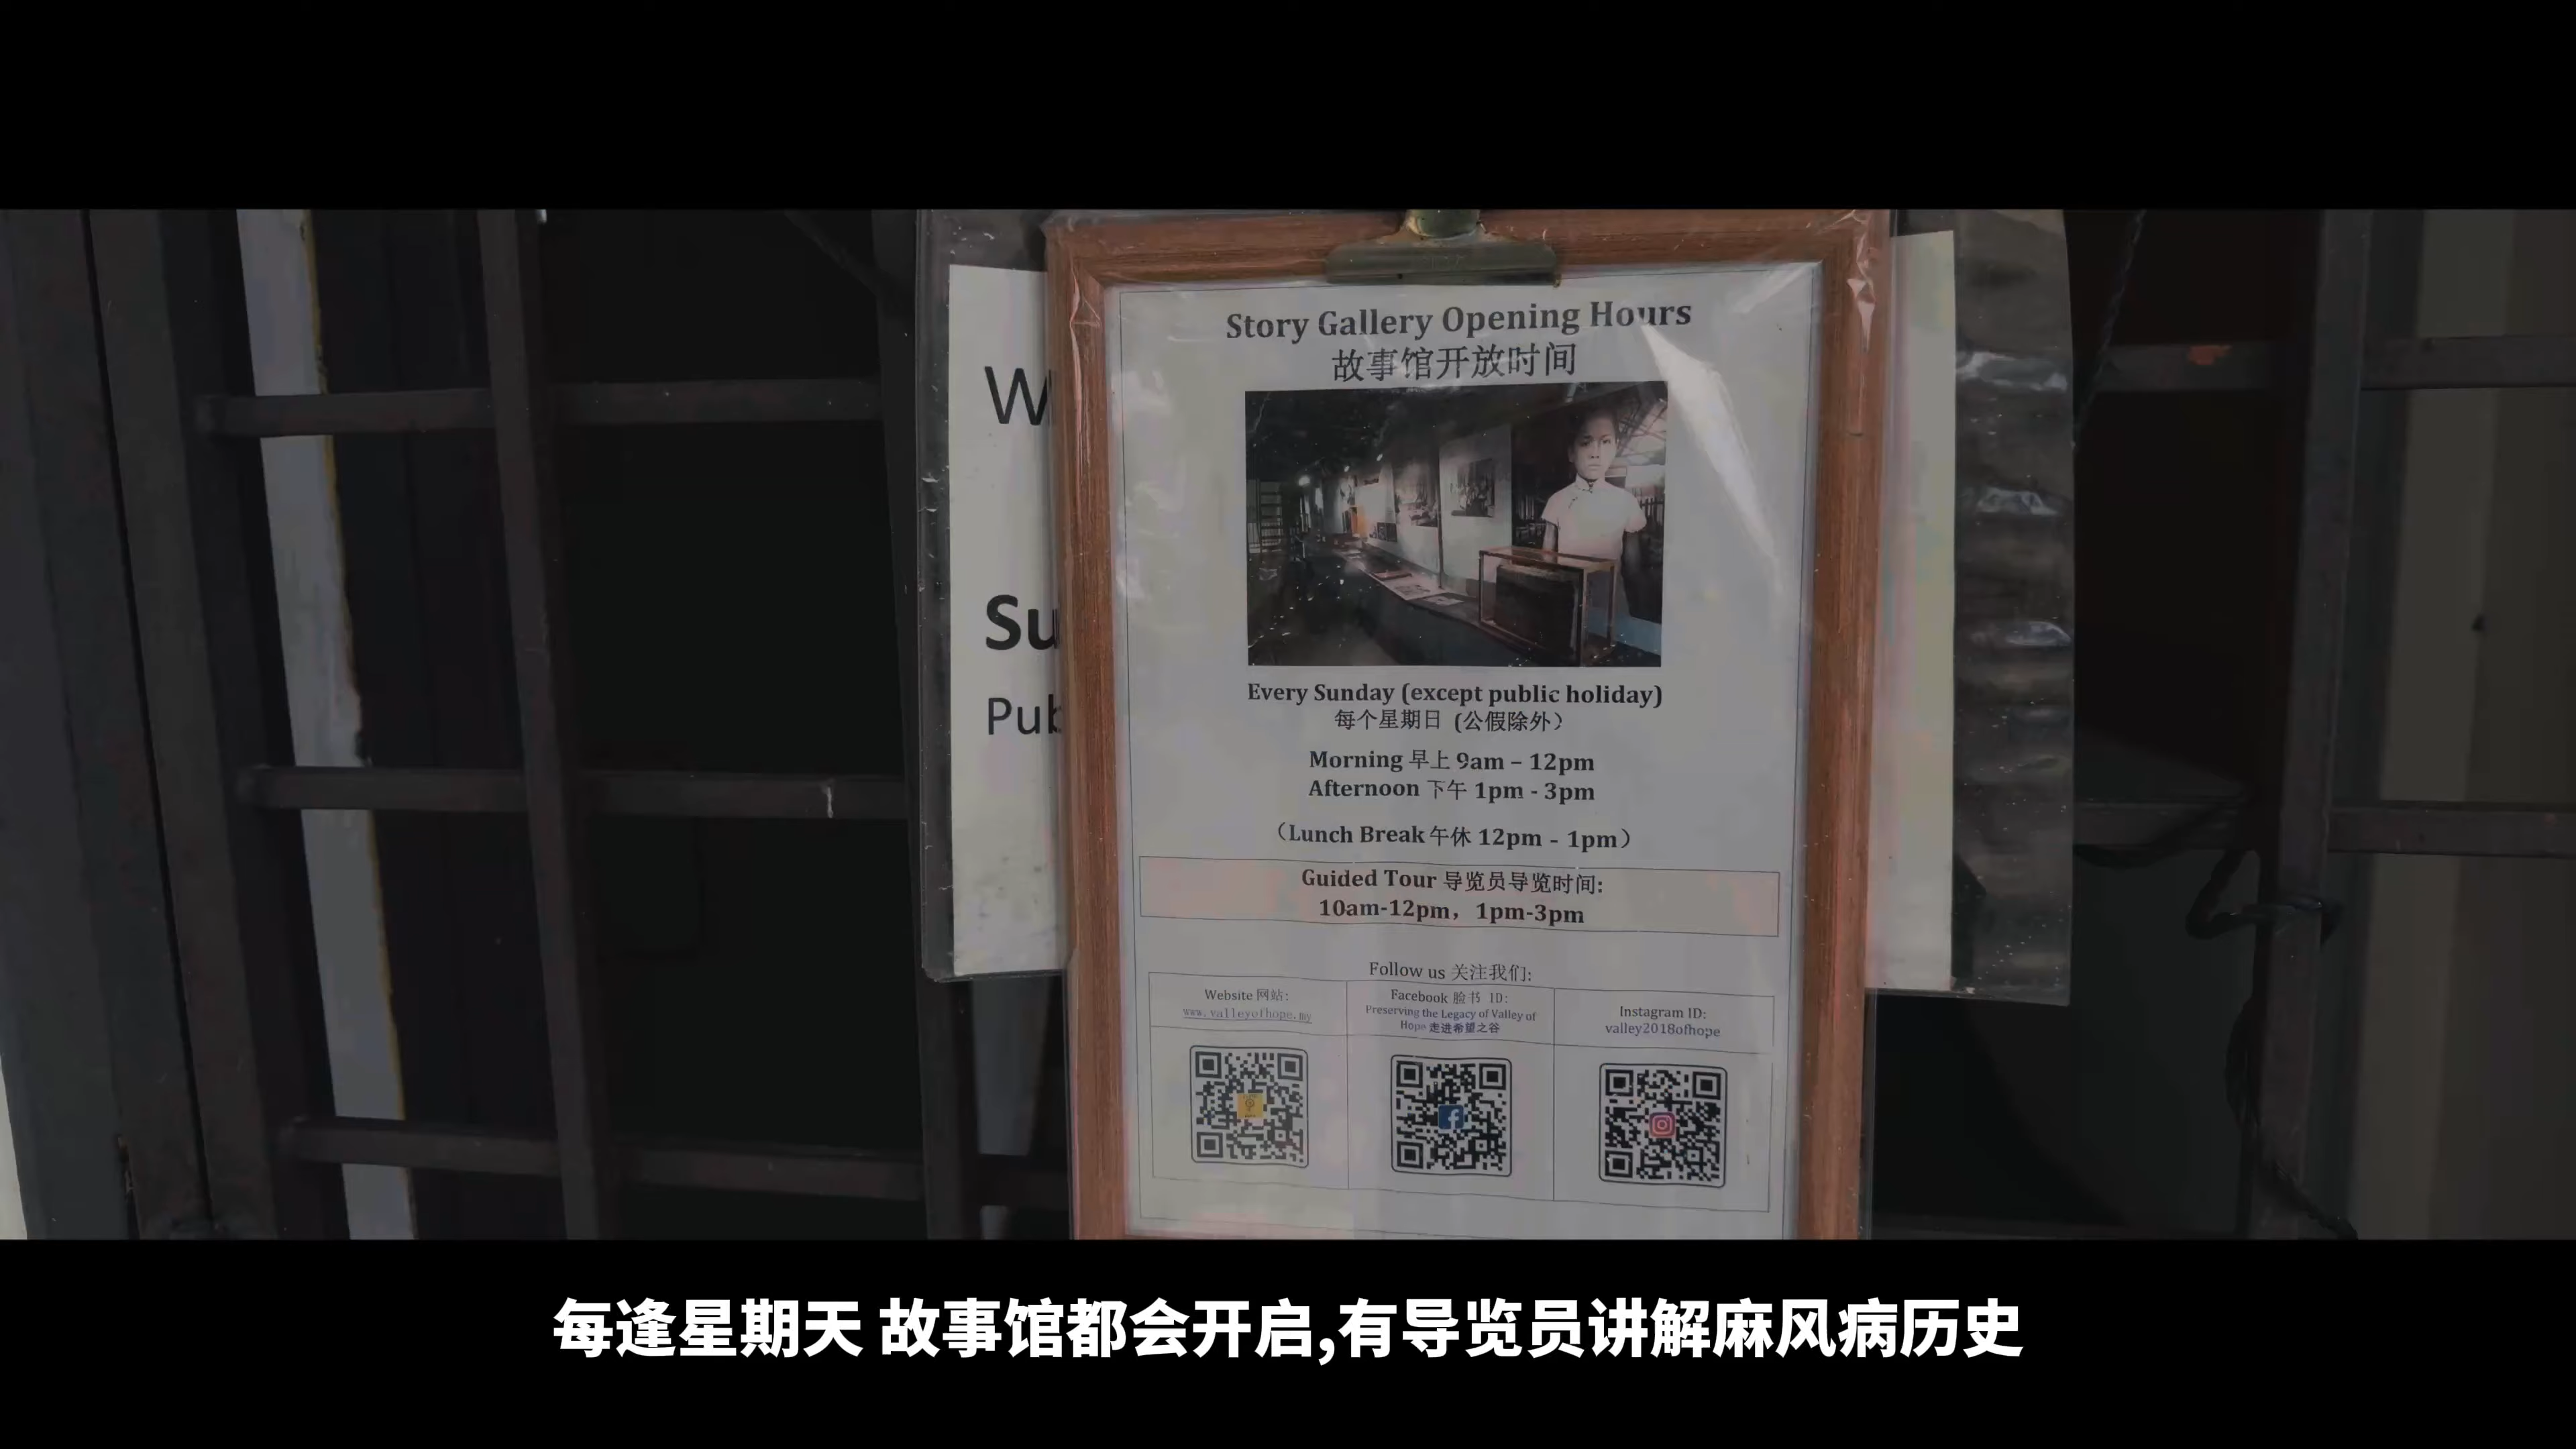 W
Su
Pub
Story Gallery Opening Hours
故事馆开放时间
Every Sunday (except public holiday)
每个星期日 (公假除外）
Morning 早上 9am – 12pm
Afternoon 下午 1pm - 3pm
（Lunch Break 午休 12pm - 1pm）
Guided Tour 导览员导览时间:
10am-12pm， 1pm-3pm
Follow us 关注我们:
Website 网站:
www.valleyofhope.my
Facebook 脸书 ID:
Preserving the Legacy of Valley of
Hope 走进希望之谷
Instagram ID:
valley2018ofhope
每逢星期天 故事馆都会开启,有导览员讲解麻风病历史